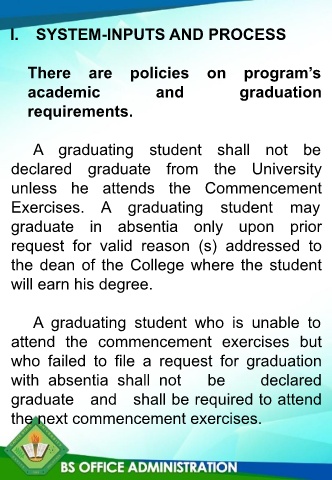 I. SYSTEM-INPUTS AND PROCESS
There are policies on program's
academic and graduation
requirements.
A graduating student shall not be
declared graduate from the University
unless he attends the Commencement
Exercises. A graduating student may
graduate in absentia only upon prior
request for valid reason (s) addressed to
the dean of the College where the student
will earn his degree.
A graduating student who is unable to
attend the commencement exercises but
who failed to file a request for graduation
with absentia shall not be declared
graduate and shall be required to attend
the next commencement exercises.
BS OFFICE ADMINISTRATION